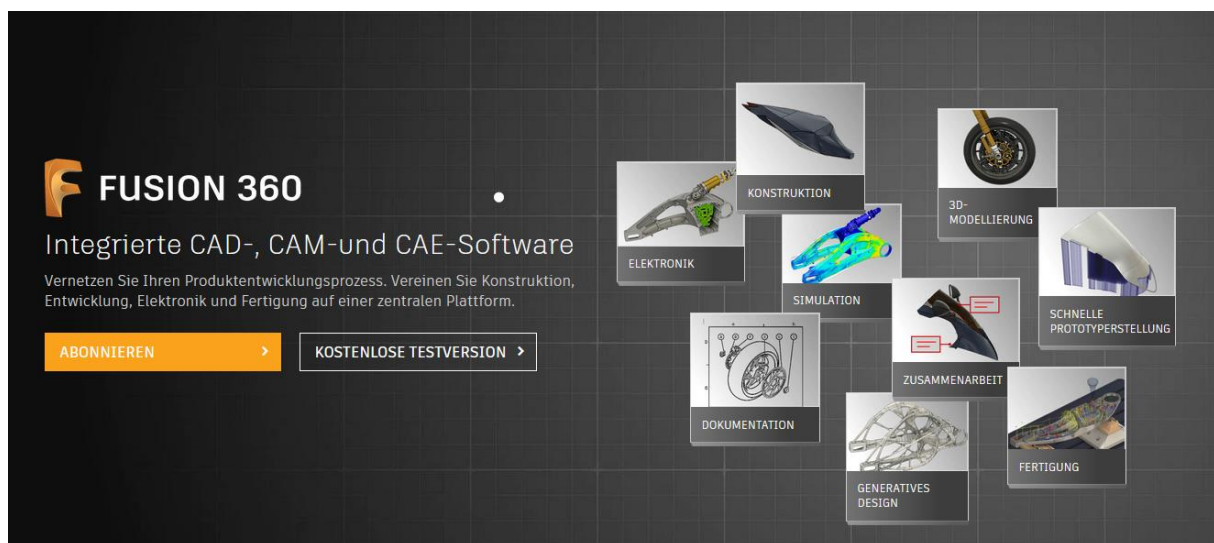 FUSION 360
Integrierte CAD-, CAM-und CAE-Software
Vernetzen Sie Ihren Produktentwicklungsprozess. Vereinen Sie Konstruktion,
Entwicklung, Elektronik und Fertigung auf einer zentralen Plattform.
ABONNIEREN
KOSTENLOSE TESTVERSION
KONSTRUKTION
3D-
MODELLIERUNG
ELEKTRONIK
SIMULATION
SCHNELLE
PROTOTYPERSTELLUNG
ZUSAMMENARBEIT
DOKUMENTATION
FERTIGUNG
GENERATIVES
DESIGN